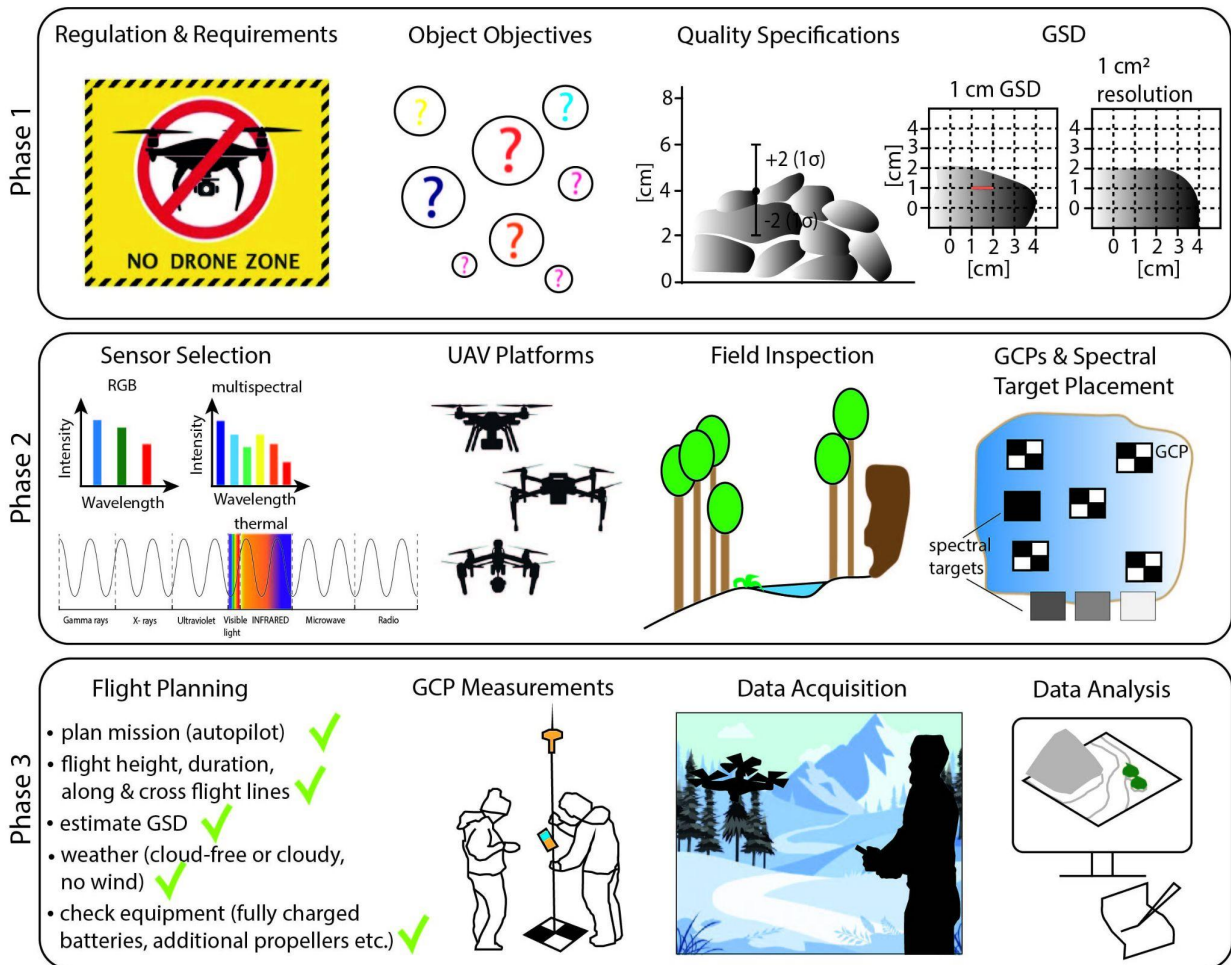 Phase 1
Regulation & Requirements
NO DRONE ZONE
Object Objectives
?
?
?
?
?
?
?
?
Quality Specifications
8
6
4
2
0
[cm]
+2 (1σ)
-2 (1σ)
GSD
1 cm GSD
4
3
2
1
0
[cm]
0 1 2 3 4
[cm]
1 cm²
resolution
4
3
2
1
0
0 1 2 3 4
[cm]
Phase 2
Sensor Selection
RGB
Intensity
Wavelength
multispectral
Intensity
Wavelength
thermal
Gamma rays
X- rays
Ultraviolet
Visible
light
INFRARED
Microwave
Radio
UAV Platforms
Field Inspection
GCPs & Spectral
Target Placement
GCP
spectral
targets
Phase 3
Flight Planning
• plan mission (autopilot)
• flight height, duration,
along & cross flight lines
• estimate GSD
• weather (cloud-free or cloudy,
no wind)
• check equipment (fully charged
batteries, additional propellers etc.)
GCP Measurements
Data Acquisition
Data Analysis